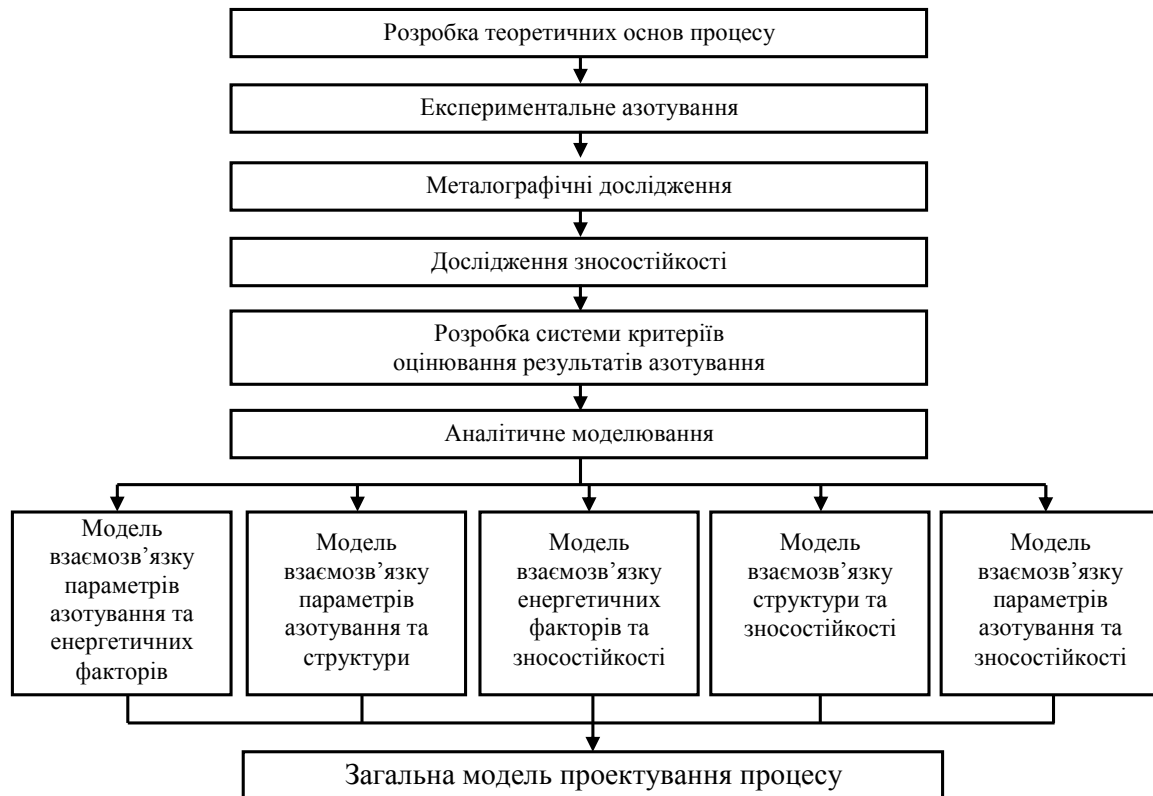 Розробка теоретичних основ процесу
Експериментальне азотування
Металографічні дослідження
Дослідження зносостійкості
Розробка системи критеріїв
оцінювання результатів азотування
Аналітичне моделювання
Модель
взаємозв’язку
параметрів
азотування та
енергетичних
факторів
Модель
взаємозв’язку
параметрів
азотування та
структури
Модель
взаємозв’язку
енергетичних
факторів та
зносостійкості
Модель
взаємозв’язку
структури та
зносостійкості
Модель
взаємозв’язку
параметрів
азотування та
зносостійкості
Загальна модель проектування процесу